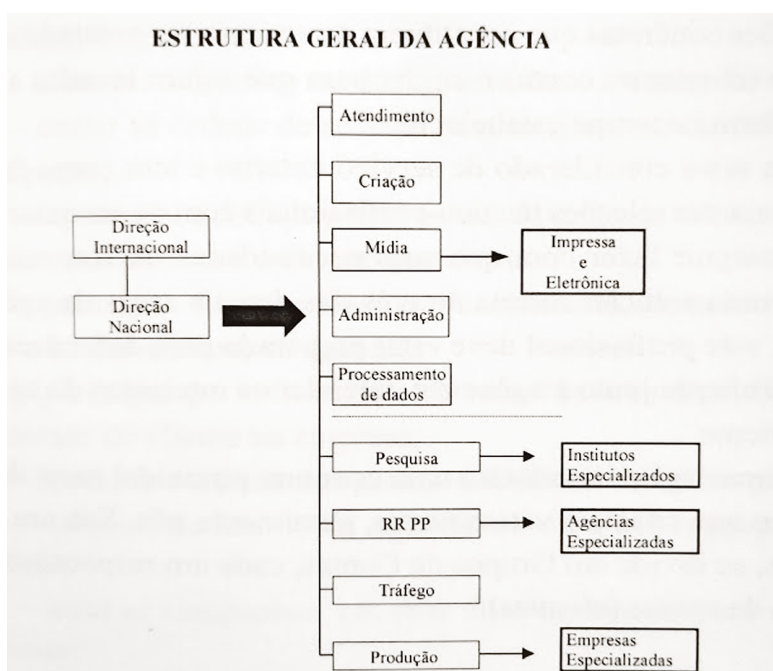 ESTRUTURA GERAL DA AGÊNCIA
Atendimento
Criação
Direção
Internacional
Mídia
Impressa
e
Eletrônica
Direção
Nacional
Administração
Processamento
de dados
Pesquisa
Institutos
Especializados
RR PP
Agências
Especializadas
Tráfego
Produção
Empresas
Especializadas